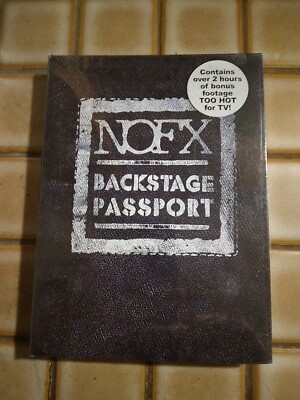 Contains
over 2 hours
of bonus
footage
TOO HOT
for TV!
NOFX
BACKSTAGE
PASSPORT